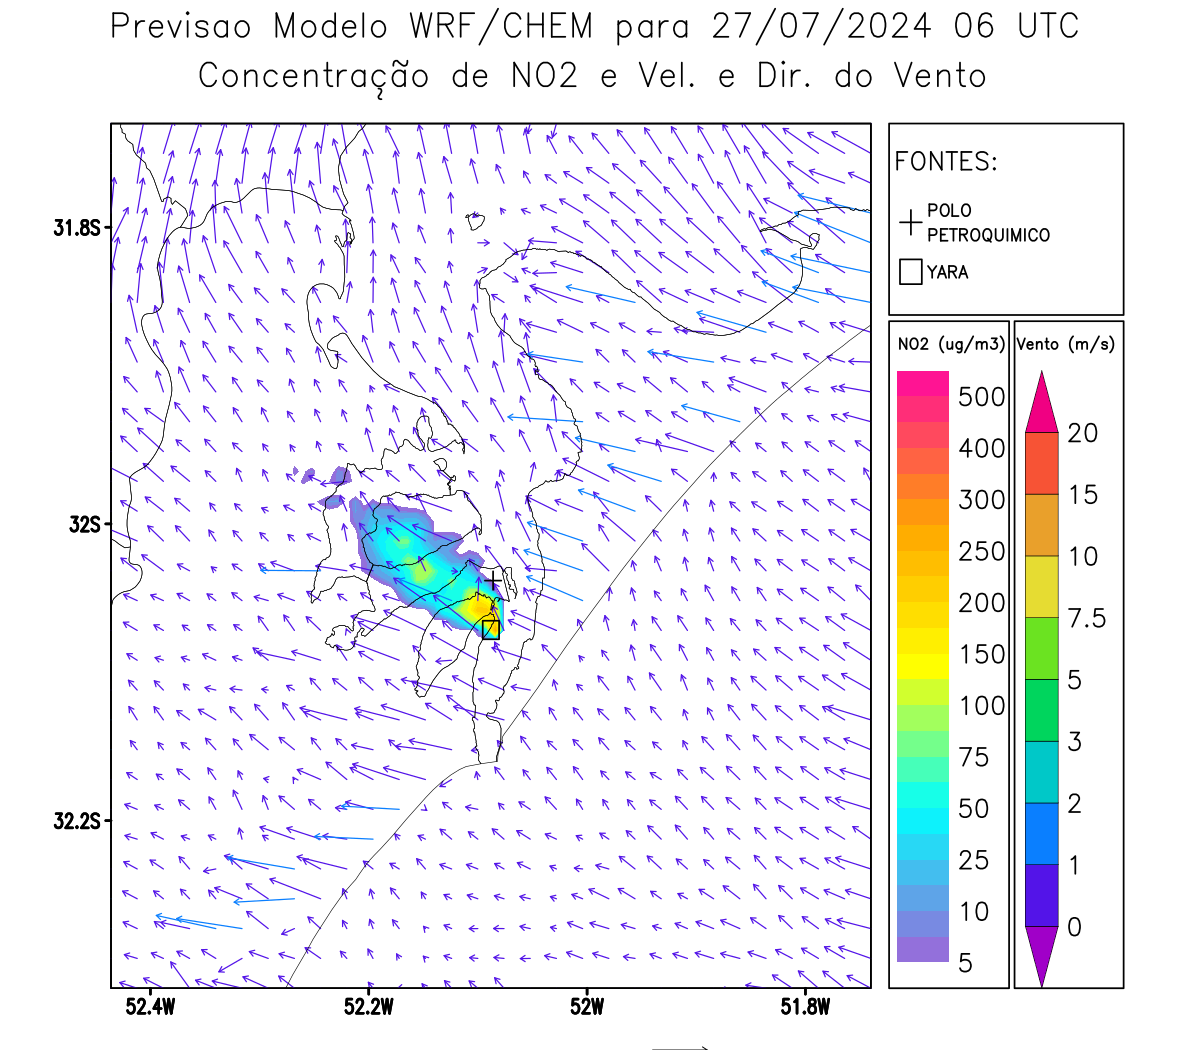 Previsao Modelo WRF/CHEM para 27/07/2024 06 UTC
Concentração de NO2 e Vel. e Dir. do Vento
FONTES:
POLO
PETROQUIMICO
YARA
NO2 (ug/m3)
500
400
300
250
200
150
100
75
50
25
10
5
Vento (m/s)
20
15
10
7.5
5
3
2
1
0
31.8S
32S
32.2S
52.4W
52.2W
52W
51.8W